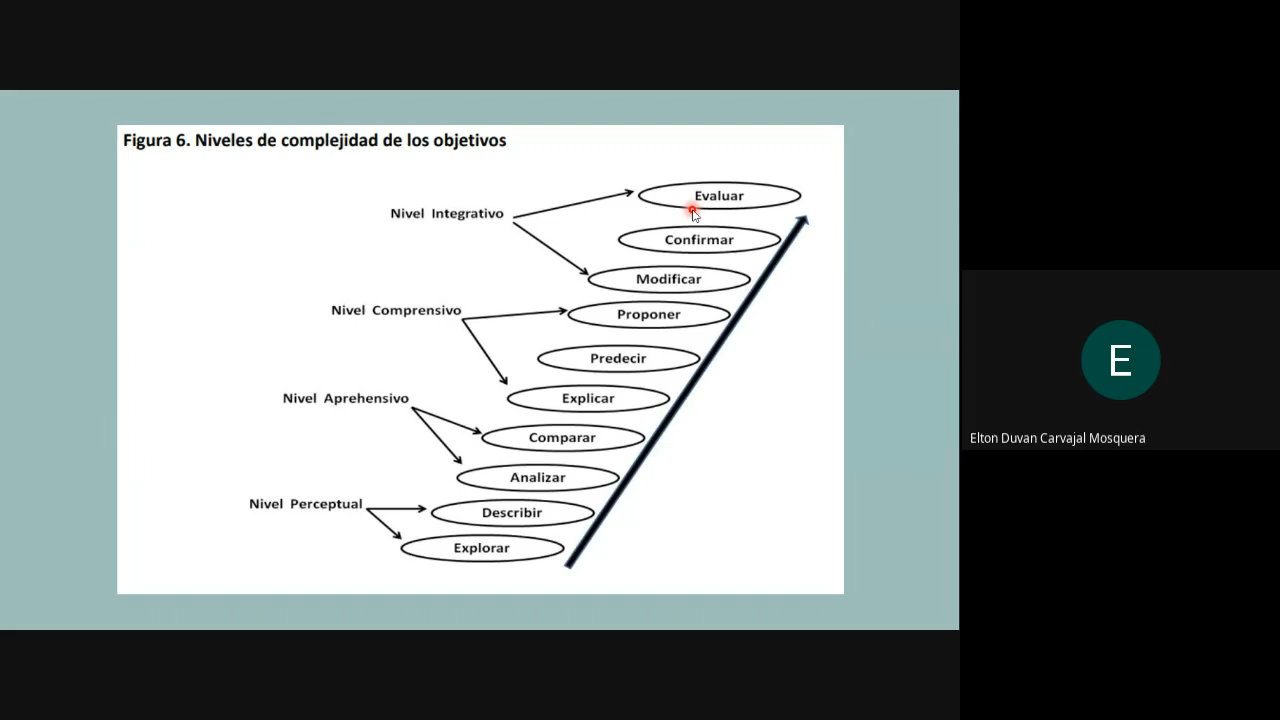 Figura 6. Niveles de complejidad de los objetivos
Evaluar
Nivel Integrativo
Confirmar
Modificar
Nivel Comprensivo
Proponer
Predecir
Nivel Aprehensivo
Explicar
Comparar
Analizar
Nivel Perceptual
Describir
Explorar
E
Elton Duvan Carvajal Mosquera